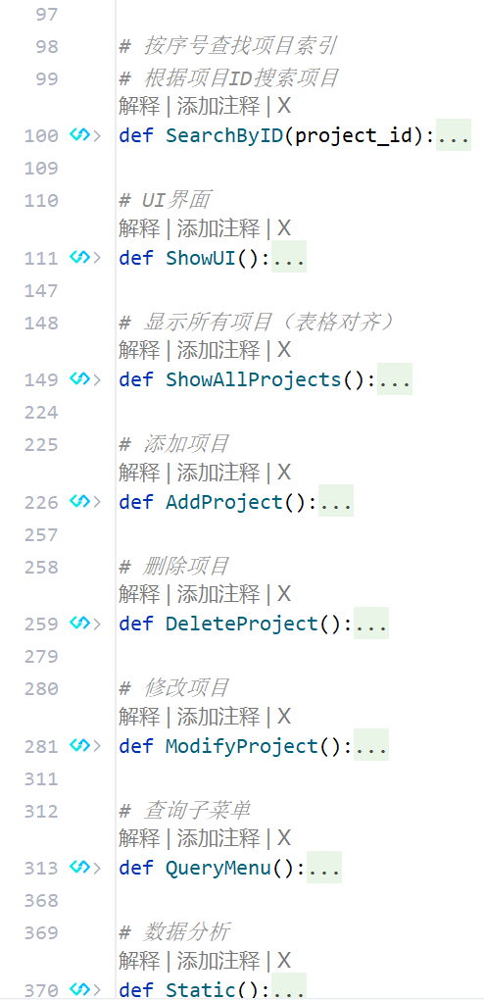 97
98 # 按序号查找项目索引
99 # 根据项目ID搜索项目
解释 | 添加注释 | X
100 def SearchByID(project_id):...
109
110 # UI界面
解释 | 添加注释 | X
111 def ShowUI():...
147
148 # 显示所有项目（表格对齐）
解释 | 添加注释 | X
149 def ShowAllProjects():...
224
225 # 添加项目
解释 | 添加注释 | X
226 def AddProject():...
257
258 # 删除项目
解释 | 添加注释 | X
259 def DeleteProject():...
279
280 # 修改项目
解释 | 添加注释 | X
281 def ModifyProject():...
311
312 # 查询子菜单
解释 | 添加注释 | X
313 def QueryMenu():...
368
369 # 数据分析
解释 | 添加注释 | X
370 def Static():...